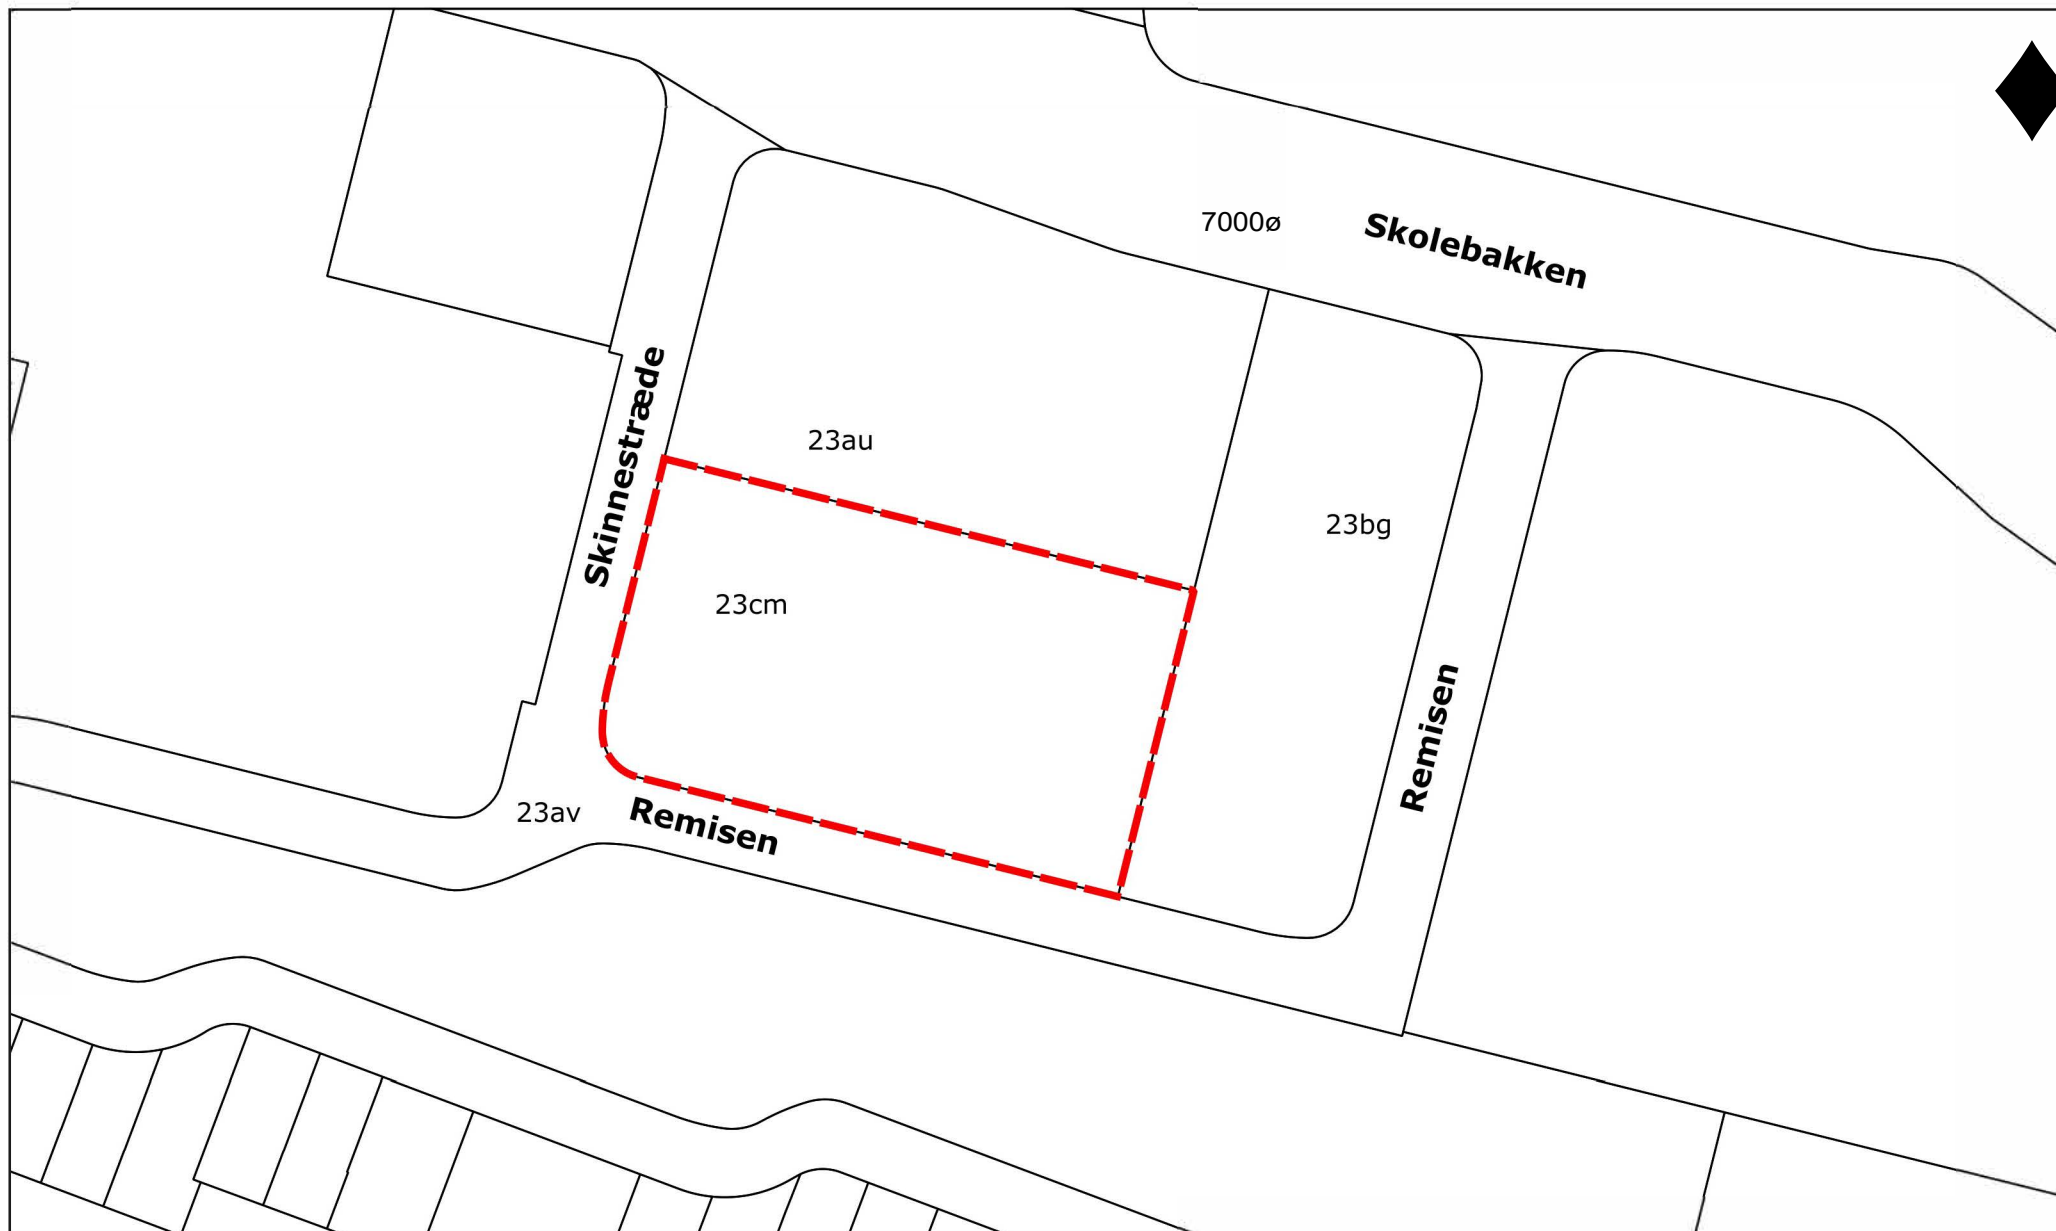 7000ø
Skolebakken
Skinnestræde
23au
23bg
23cm
Remisen
23av
Remisen